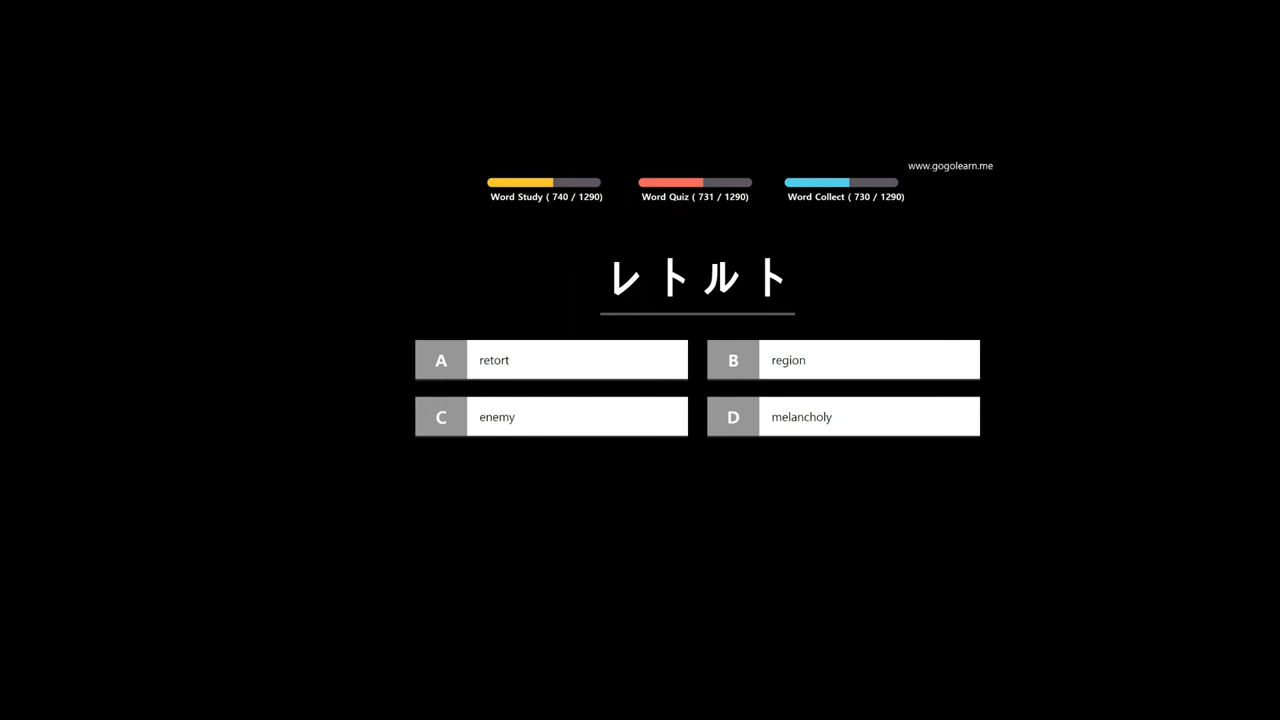 www.gogolearn.me
Word Study ( 740 / 1290)
Word Quiz ( 731 / 1290)
Word Collect ( 730 / 1290)
レトルト
A retort
B region
C enemy
D melancholy